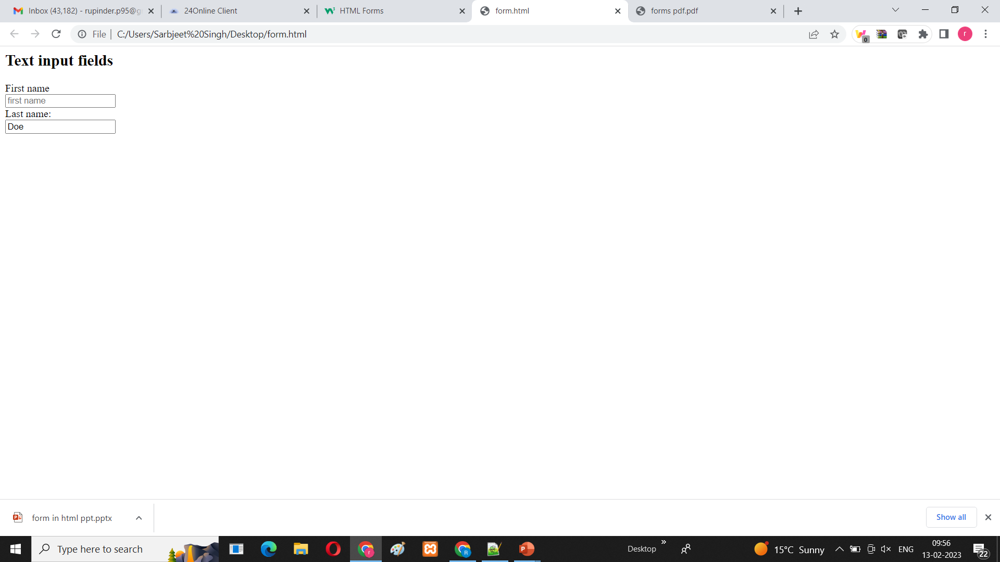 Inbox (43,182) - rupinder.p95@g
24Online Client
HTML Forms
form.html
forms pdf.pdf
File | C:/Users/Sarbjeet%20Singh/Desktop/form.html
0
r
Text input fields
First name
first name
Last name:
Doe
form in html ppt.pptx
Show all
Type here to search
Desktop
15°C Sunny
ENG
09:56
13-02-2023
22